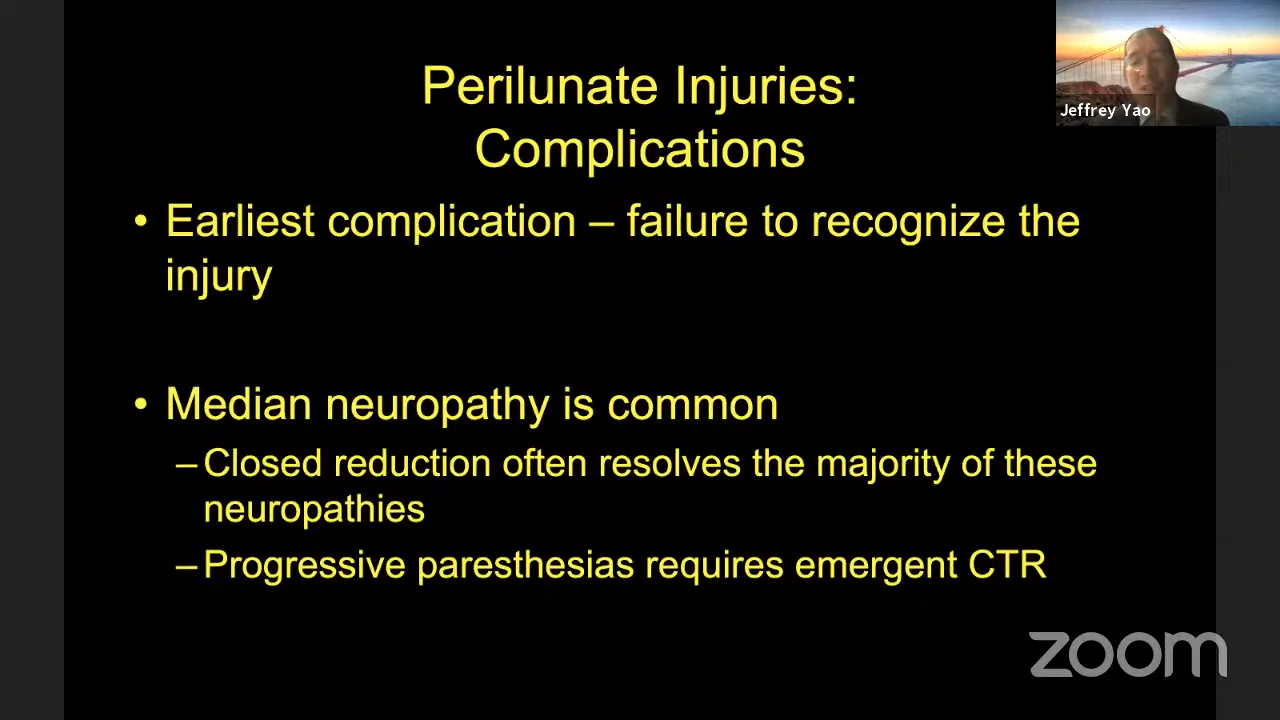 Perilunate Injuries:
Complications
• Earliest complication – failure to recognize the
injury
• Median neuropathy is common
– Closed reduction often resolves the majority of these
neuropathies
– Progressive paresthesias requires emergent CTR
Jeffrey Yao
zoom